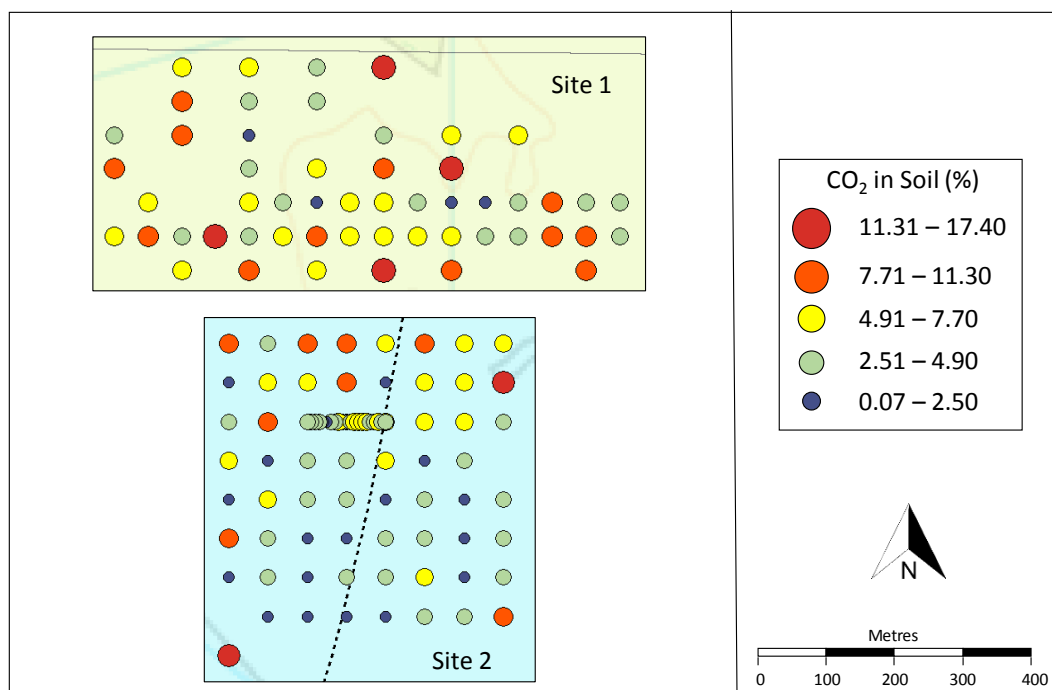 Site 1
CO₂ in Soil (%)
11.31 – 17.40
7.71 – 11.30
4.91 – 7.70
2.51 – 4.90
0.07 – 2.50
N
Site 2
Metres
0 100 200 300 400